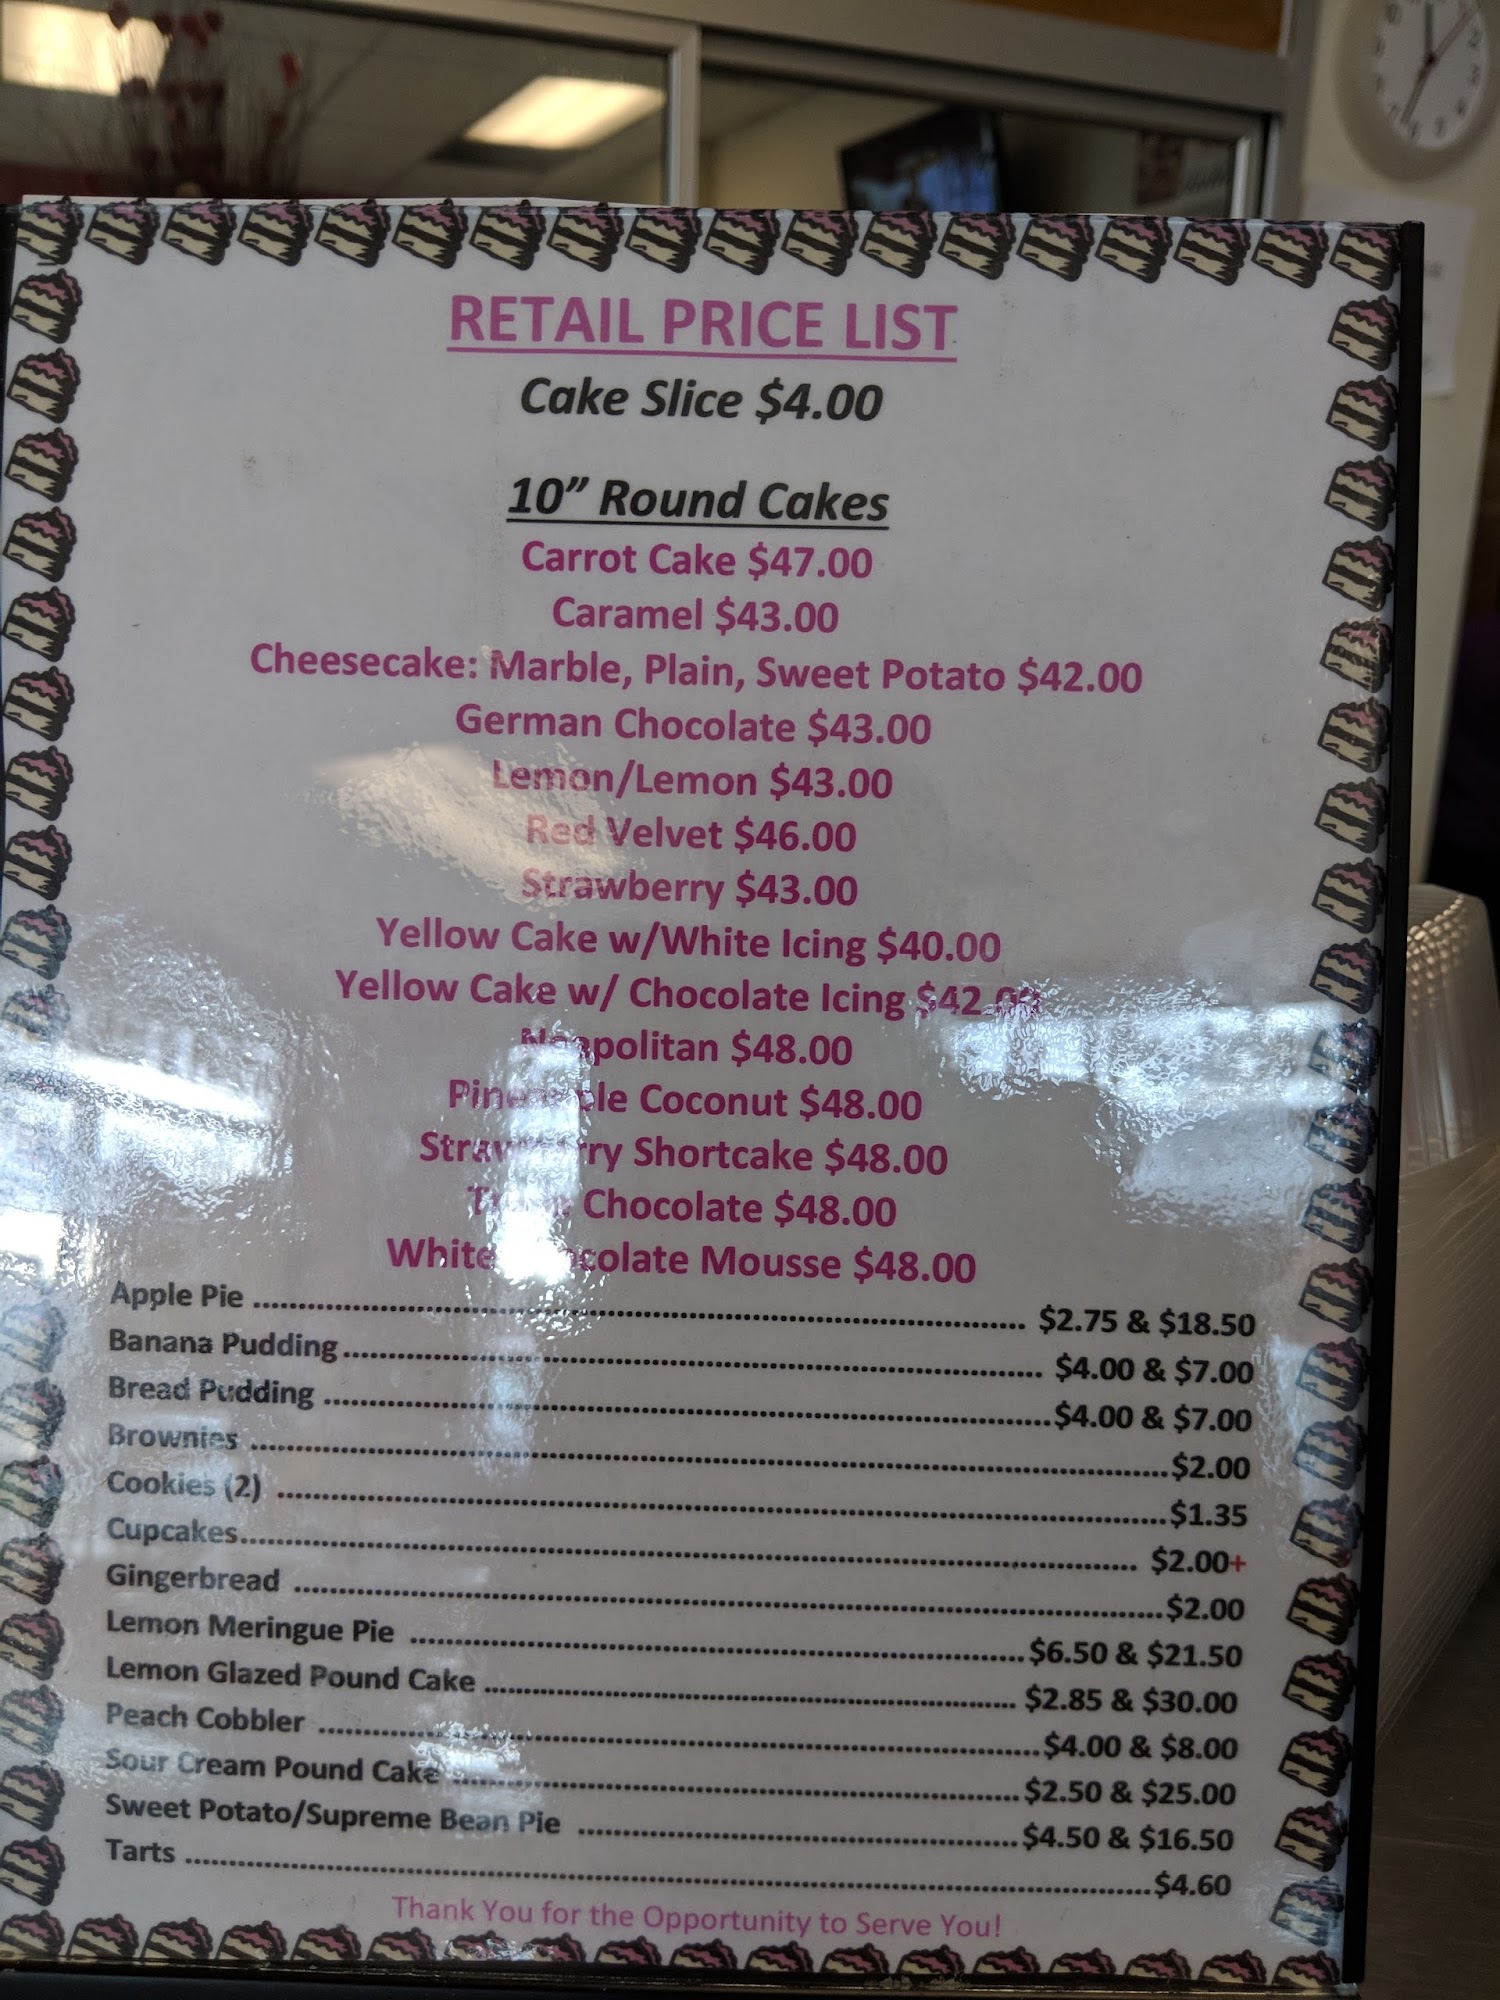 RETAIL PRICE LIST
Cake Slice $4.00
10” Round Cakes
Carrot Cake $47.00
Caramel $43.00
Cheesecake: Marble, Plain, Sweet Potato $42.00
German Chocolate $43.00
Lemon/Lemon $43.00
Red Velvet $46.00
Strawberry $43.00
Yellow Cake w/White Icing $40.00
Yellow Cake w/ Chocolate Icing $42.00
Neapolitan $48.00
Pineapple Coconut $48.00
Strawberry Shortcake $48.00
Chocolate $48.00
White Chocolate Mousse $48.00
Apple Pie ........ $2.75 & $18.50
Banana Pudding ........ $4.00 & $7.00
Bread Pudding ........ $4.00 & $7.00
Brownies ........ $2.00
Cookies (2) ........ $1.35
Cupcakes ........ $2.00+
Gingerbread ........ $2.00
Lemon Meringue Pie ........ $6.50 & $21.50
Lemon Glazed Pound Cake ........ $2.85 & $30.00
Peach Cobbler ........ $4.00 & $8.00
Sour Cream Pound Cake ........ $2.50 & $25.00
Sweet Potato/Supreme Bean Pie ........ $4.50 & $16.50
Tarts ........ $4.60
Thank You for the Opportunity to Serve You!